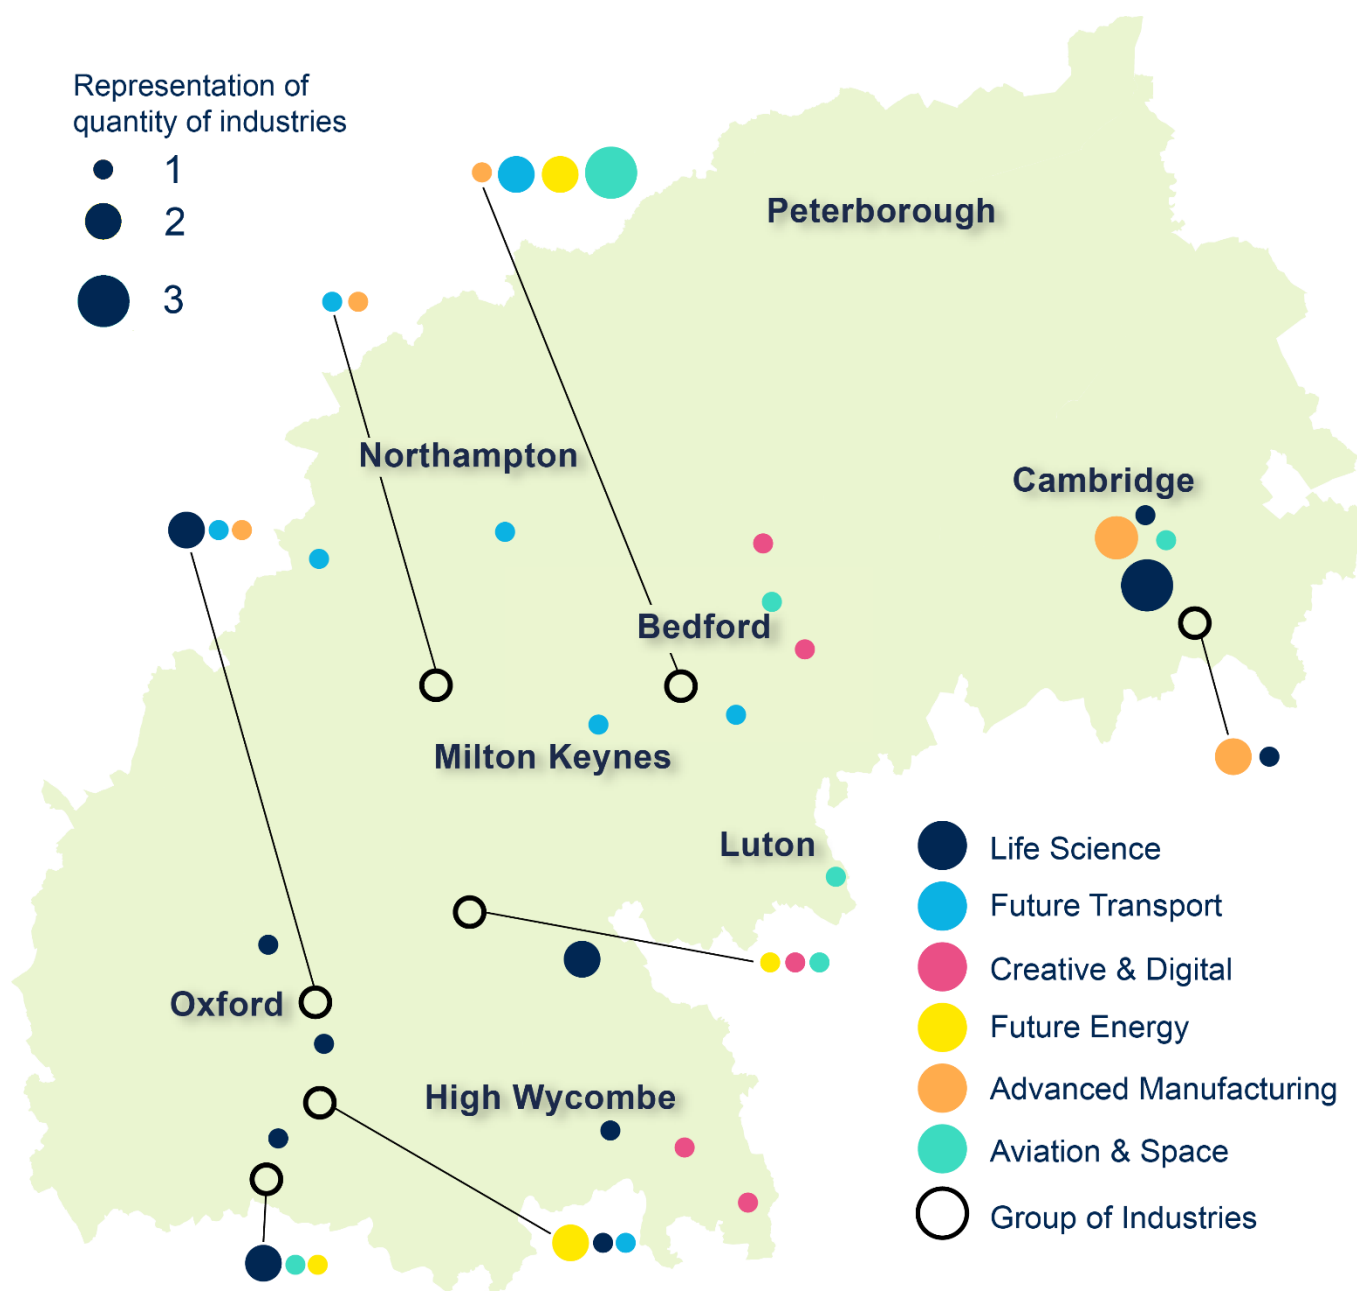 Representation of
quantity of industries
1
2
3
Peterborough
Northampton
Cambridge
Bedford
Milton Keynes
Luton
Oxford
High Wycombe
Life Science
Future Transport
Creative & Digital
Future Energy
Advanced Manufacturing
Aviation & Space
Group of Industries